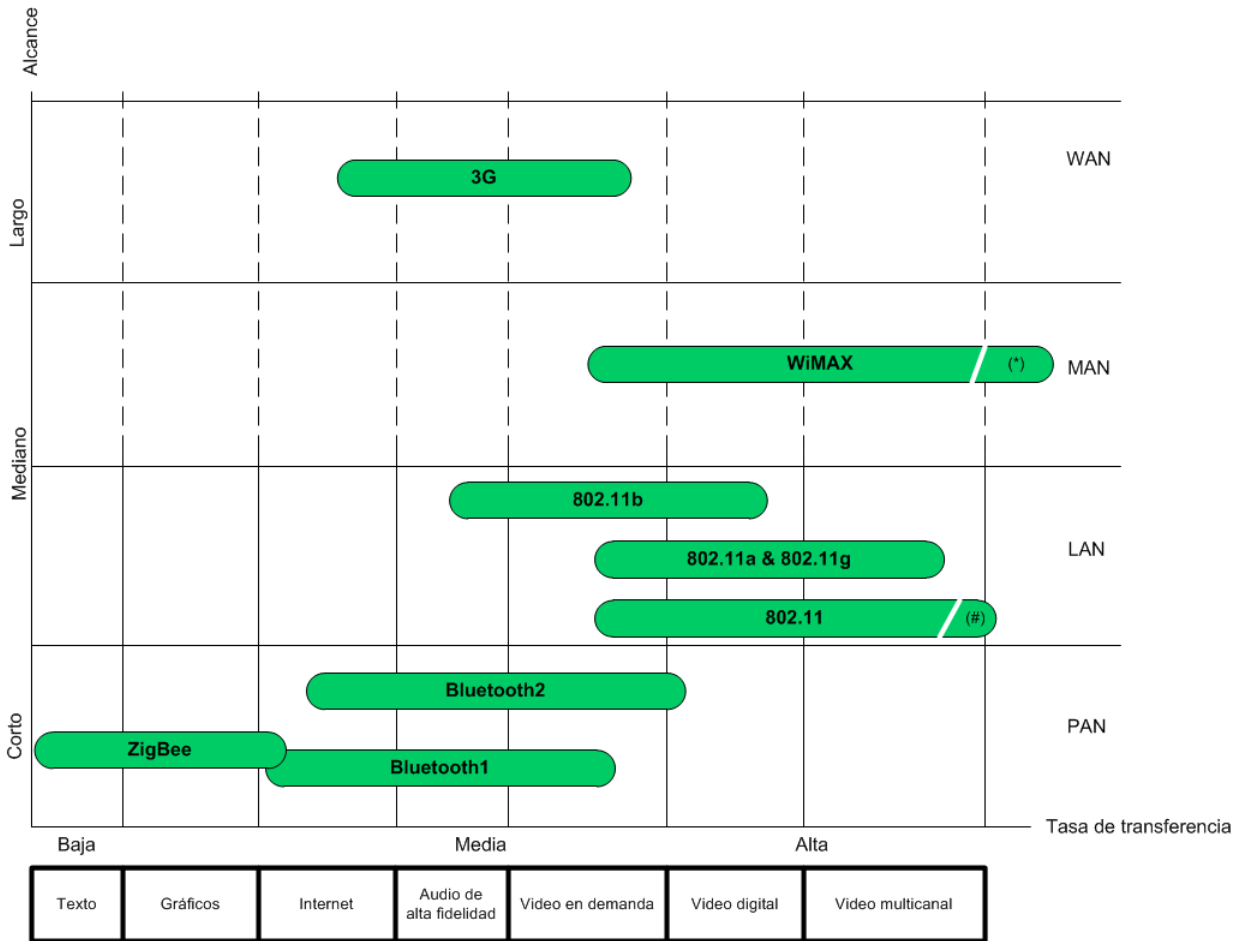 Alcance
WAN
3G
Largo
WiMAX
(*)
MAN
Mediano
802.11b
LAN
802.11a & 802.11g
802.11
(#)
Bluetooth2
PAN
Corto
ZigBee
Bluetooth1
Tasa de transferencia
Baja
Media
Alta
Texto
Gráficos
Internet
Audio de
alta fidelidad
Video en demanda
Video digital
Video multicanal